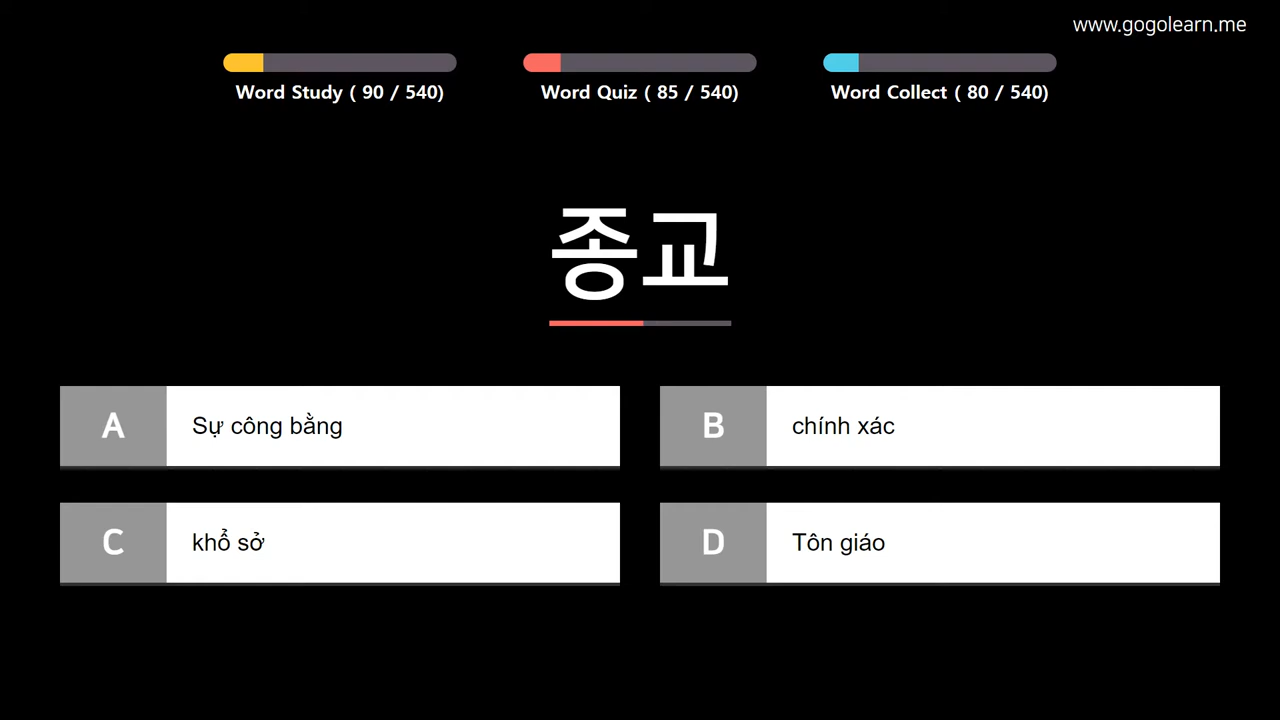 www.gogolearn.me
Word Study ( 90 / 540)
Word Quiz ( 85 / 540)
Word Collect ( 80 / 540)
종교
A Sự công bằng
B chính xác
C khổ sở
D Tôn giáo